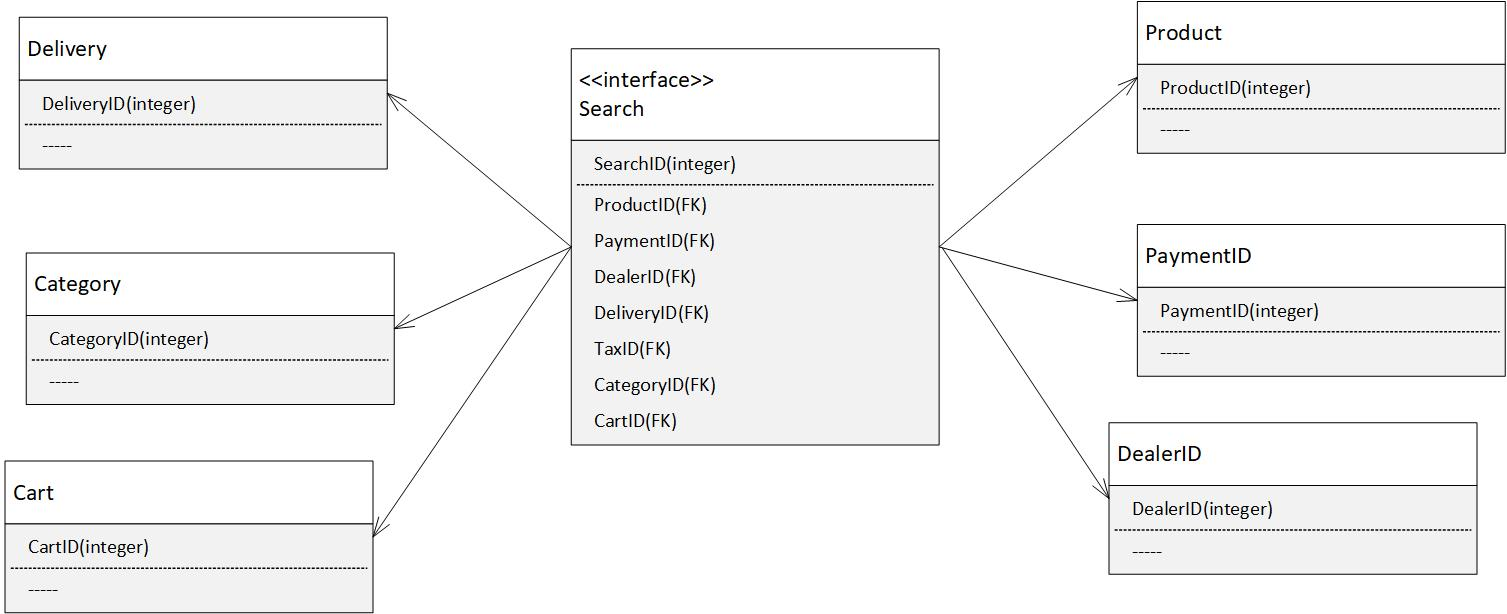 Delivery
DeliveryID(integer)
-----
Category
CategoryID(integer)
-----
Cart
CartID(integer)
-----
<<interface>>
Search
SearchID(integer)
ProductID(FK)
PaymentID(FK)
DealerID(FK)
DeliveryID(FK)
TaxID(FK)
CategoryID(FK)
CartID(FK)
Product
ProductID(integer)
-----
PaymentID
PaymentID(integer)
-----
DealerID
DealerID(integer)
-----